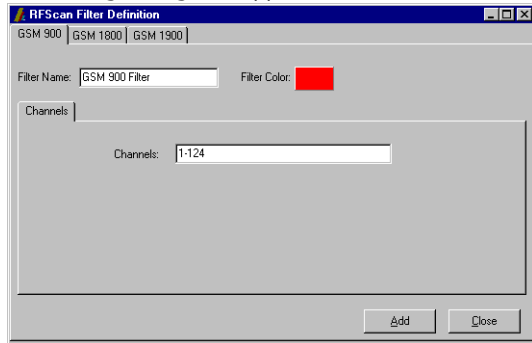 RFScan Filter Definition
GSM 900 GSM 1800 GSM 1900
Filter Name: GSM 900 Filter Filter Color:
Channels
Channels: 1-124
Add Close